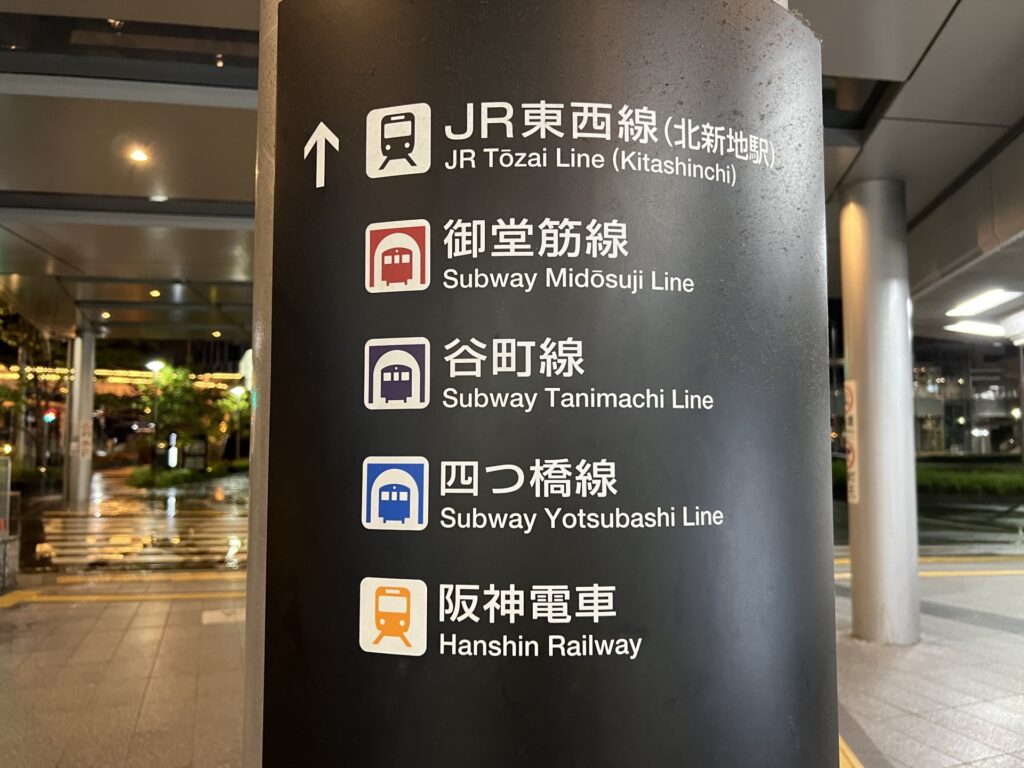 JR東西線(北新地駅)
JR Tōzai Line (Kitashinchi)
御堂筋線
Subway Midōsuji Line
谷町線
Subway Tanimachi Line
四つ橋線
Subway Yotsubashi Line
阪神電車
Hanshin Railway